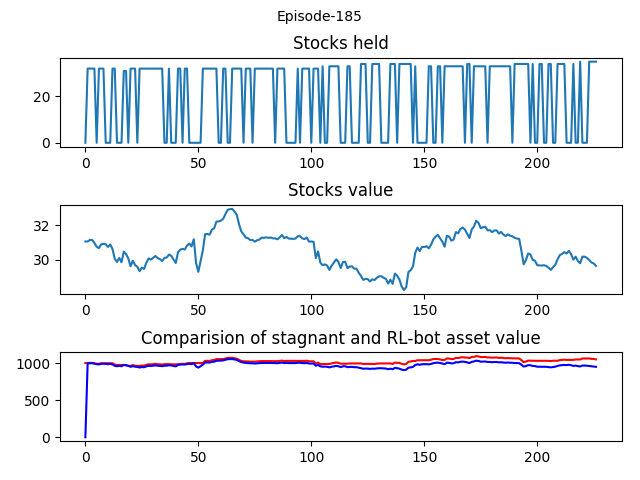 Episode-185
Stocks held
20
0
0 50 100 150 200
Stocks value
32
30
0 50 100 150 200
Comparision of stagnant and RL-bot asset value
1000
500
0
0 50 100 150 200